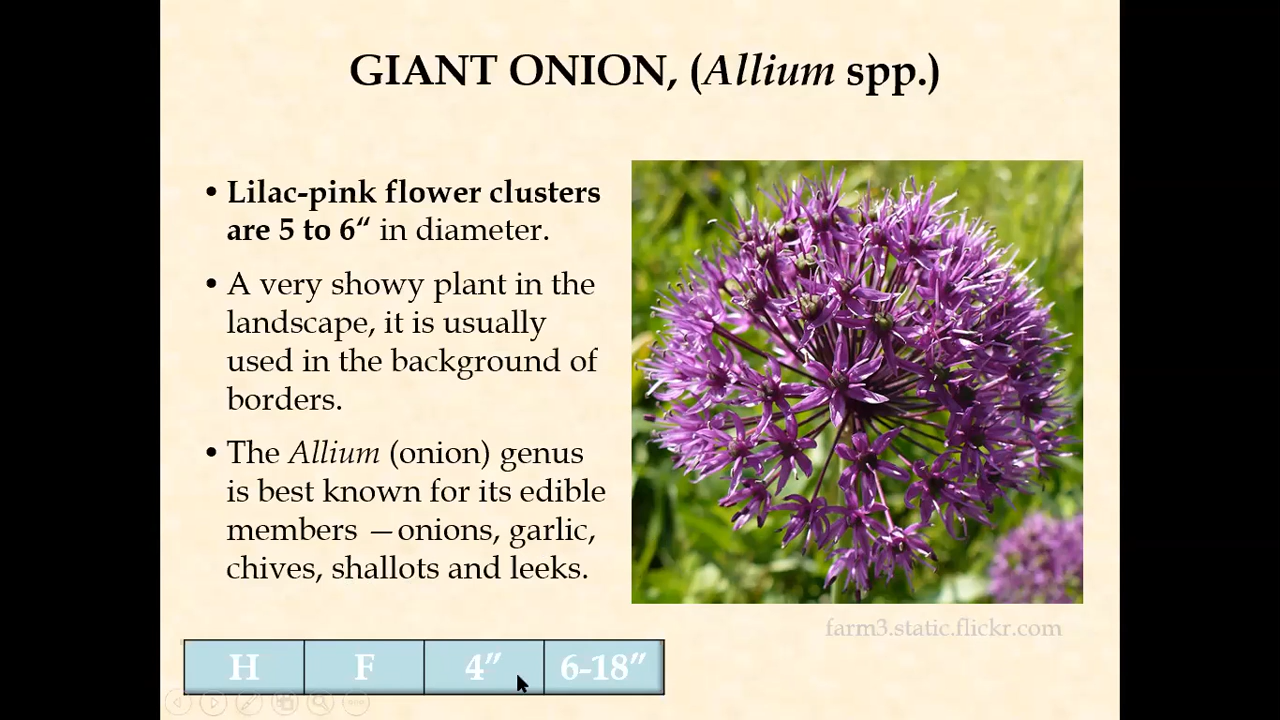 GIANT ONION, (Allium spp.)
• Lilac-pink flower clusters
are 5 to 6“ in diameter.
• A very showy plant in the
landscape, it is usually
used in the background of
borders.
• The Allium (onion) genus
is best known for its edible
members —onions, garlic,
chives, shallots and leeks.
farm3.static.flickr.com
H F 4” 6-18”